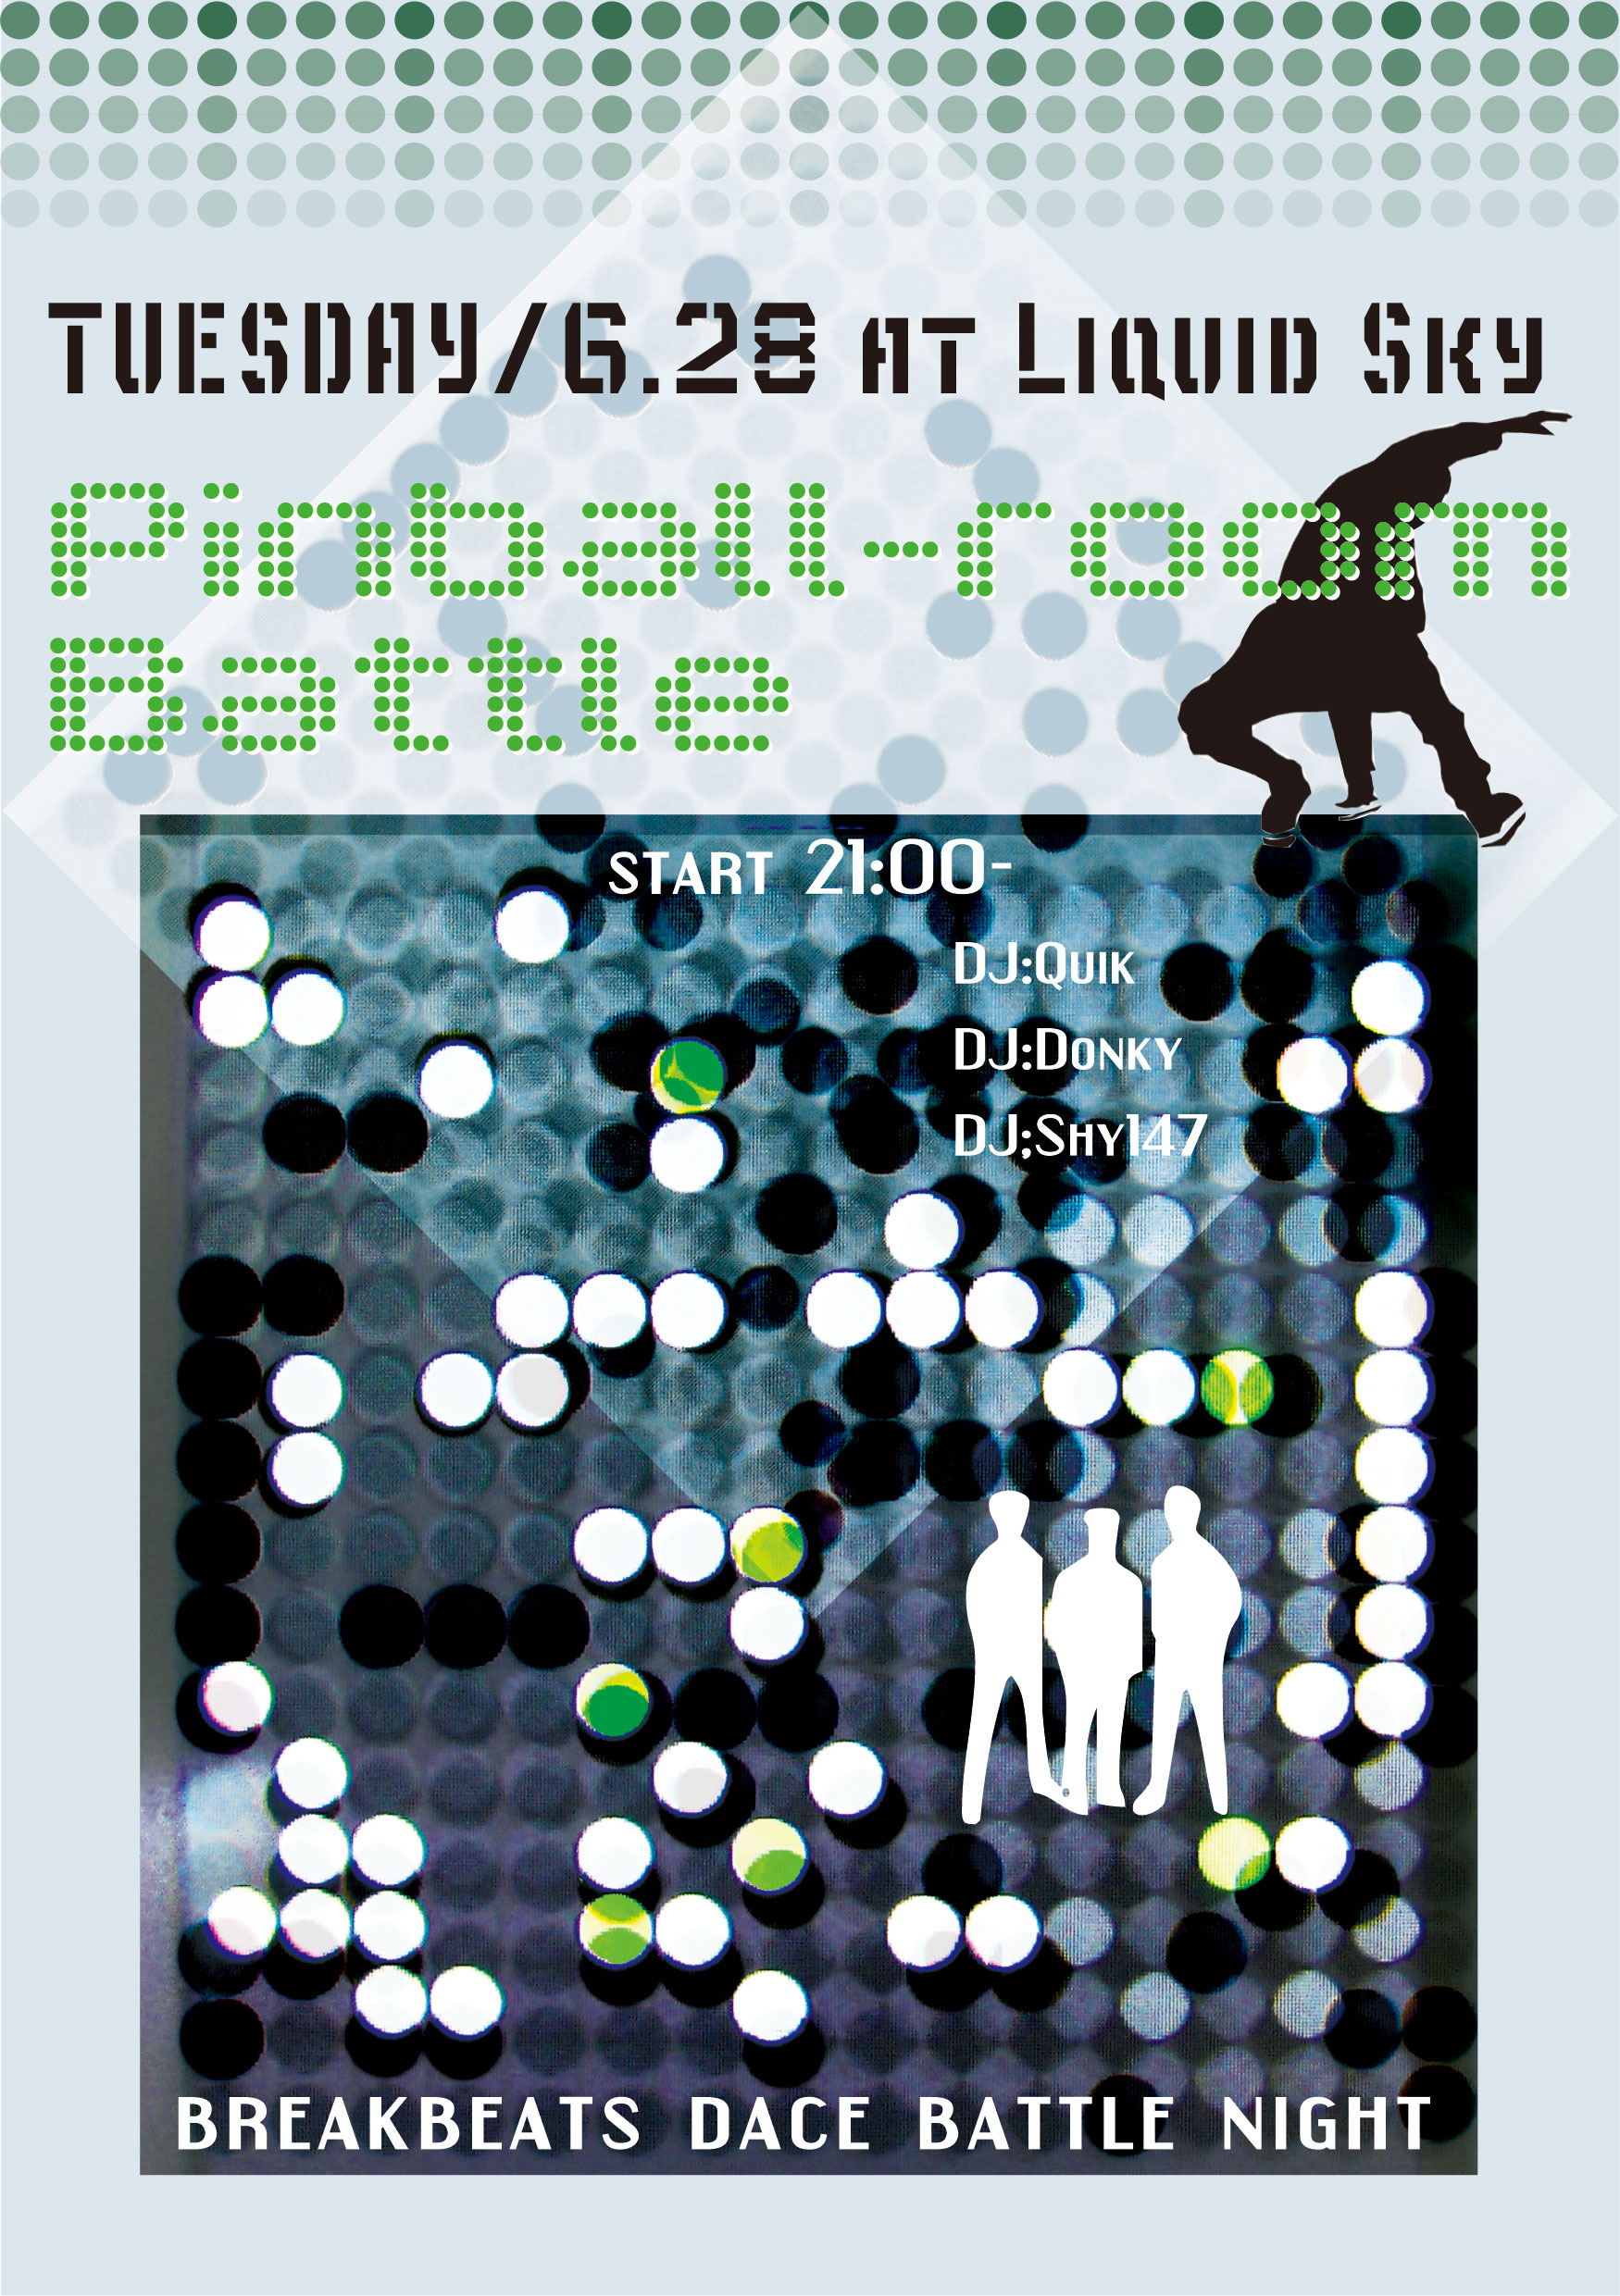 TUESDAY/6.28 AT LIQUID SKY
Pinball-room
Battle
START 21:00-
DJ:QUIK
DJ:DONKY
DJ;SHY147
BREAKBEATS DACE BATTLE NIGHT